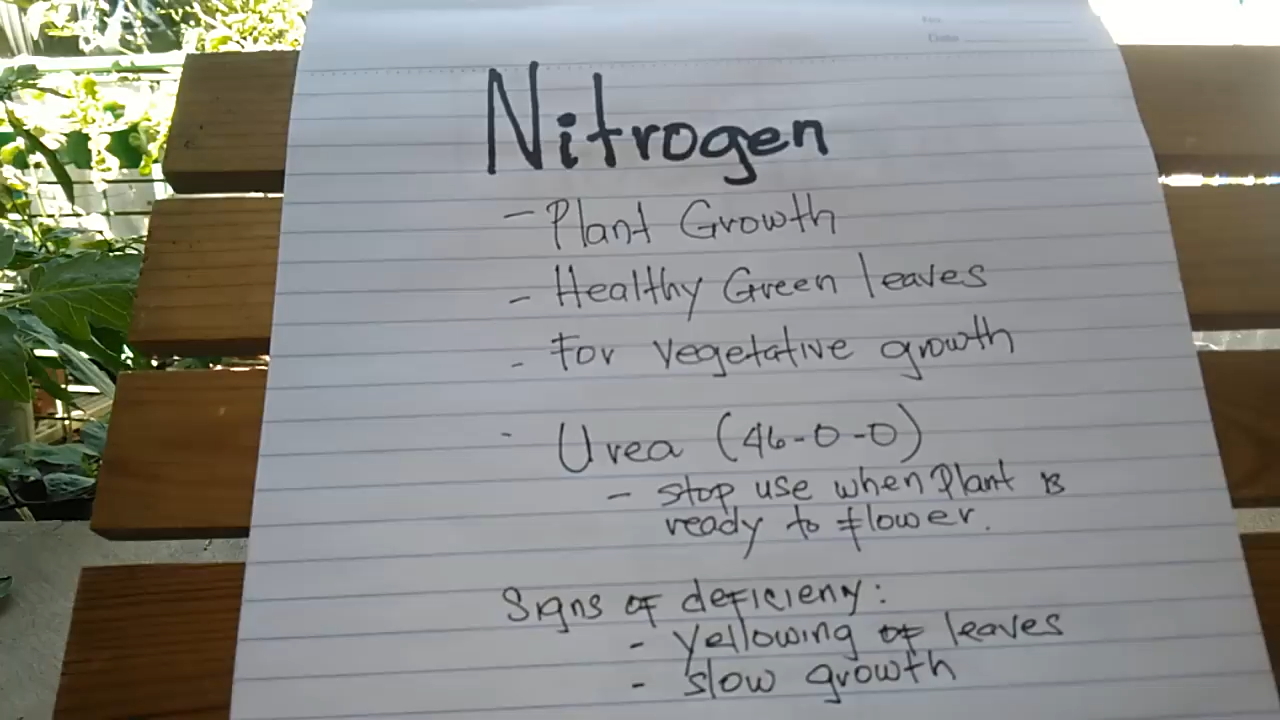 Nitrogen
- Plant Growth
- Healthy Green leaves
- For vegetative growth
- Urea (46-0-0)
- stop use when Plant is
ready to flower.
Signs of deficieny:
- yellowing of leaves
- slow growth